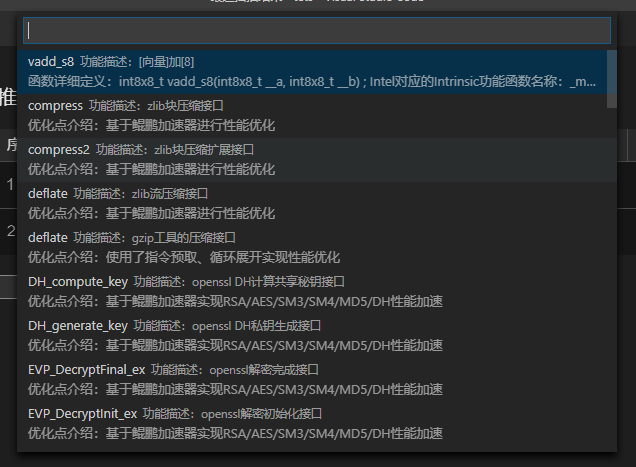 vadd_s8 功能描述：[向量]加[8]
函数详细定义：int8x8_t vadd_s8(int8x8_t __a, int8x8_t __b) ; Intel对应的Intrinsic功能函数名称：_m...
推
compress 功能描述：zlib块压缩接口
优化点介绍：基于鲲鹏加速器进行性能优化
序
compress2 功能描述：zlib块压缩扩展接口
优化点介绍：基于鲲鹏加速器进行性能优化
1
deflate 功能描述：zlib流压缩接口
优化点介绍：基于鲲鹏加速器进行性能优化
2
deflate 功能描述：gzip工具的压缩接口
优化点介绍：使用了指令预取、循环展开实现性能优化
DH_compute_key 功能描述：openssl DH计算共享秘钥接口
优化点介绍：基于鲲鹏加速器实现RSA/AES/SM3/SM4/MD5/DH性能加速
DH_generate_key 功能描述：openssl DH私钥生成接口
优化点介绍：基于鲲鹏加速器实现RSA/AES/SM3/SM4/MD5/DH性能加速
EVP_DecryptFinal_ex 功能描述：openssl解密完成接口
优化点介绍：基于鲲鹏加速器实现RSA/AES/SM3/SM4/MD5/DH性能加速
EVP_DecryptInit_ex 功能描述：openssl解密初始化接口
优化点介绍：基于鲲鹏加速器实现RSA/AES/SM3/SM4/MD5/DH性能加速